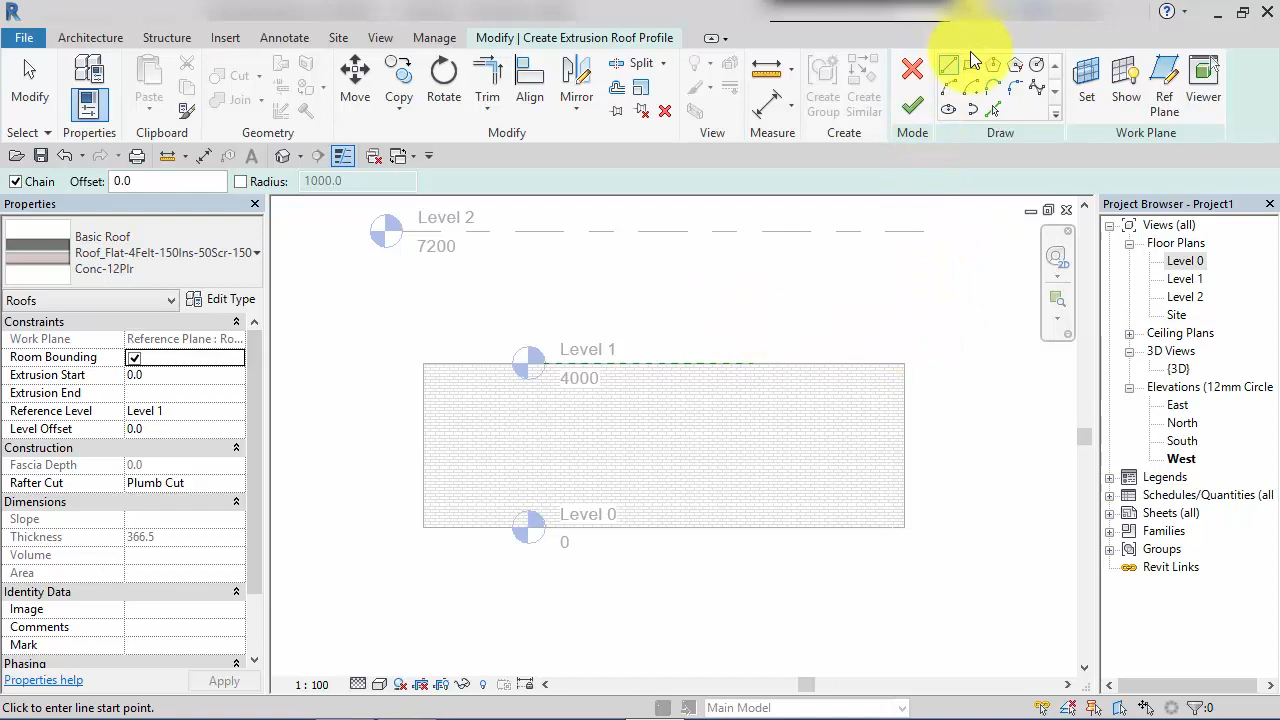 R
File Architecture Structure Insert Annotate Site View Manage Modify | Create Extrusion Roof Profile
Modify Paste Cut Join Move Copy Rotate Trim Align Mirror Split Create Group Create Similar Set Show Ref Plane Viewer
Select Properties Clipboard Geometry Modify View Measure Create Mode Draw Work Plane
Chain Offset: 0.0 Radius: 1000.0
Properties
Basic Roof
Roof_Flat-4Felt-150Ins-50Scr-150
Conc-12Plr
Roofs Edit Type
Constraints
Work Plane Reference Plane : Ro...
Room Bounding
Extrusion Start 0.0
Extrusion End
Reference Level Level 1
Level Offset 0.0
Construction
Fascia Depth 0.0
Rafter Cut Plumb Cut
Dimensions
Slope
Thickness 366.5
Volume
Area
Identity Data
Image
Comments
Mark
Phasing
Properties help Apply
Level 2
7200
Level 1
4000
Level 0
0
2D
Project Browser - Project1
Views (all)
Floor Plans
Level 0
Level 1
Level 2
Site
Ceiling Plans
3D Views
{3D}
Elevations (12mm Circle
East
North
South
West
Legends
Schedules/Quantities (all
Sheets (all)
Families
Groups
Revit Links
1 : 100
Click to enter line start point. Main Model :0